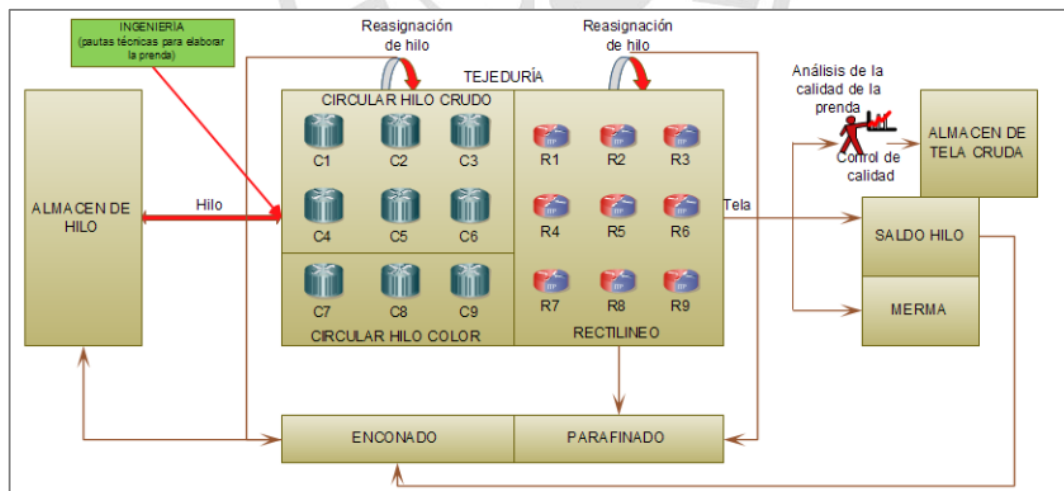 INGENIERÍA
(pautas técnicas para elaborar
la prenda)
Reasignación
de hilo
Reasignación
de hilo
TEJEDURÍA
CIRCULAR HILO CRUDO
C1
C2
C3
C4
C5
C6
C7
C8
C9
CIRCULAR HILO COLOR
R1
R2
R3
R4
R5
R6
R7
R8
R9
RECTILINEO
ALMACEN DE
HILO
Hilo
Tela
Análisis de la
calidad de la
prenda
Control de
calidad
ALMACEN DE
TELA CRUDA
SALDO HILO
MERMA
ENCONADO
PARAFINADO